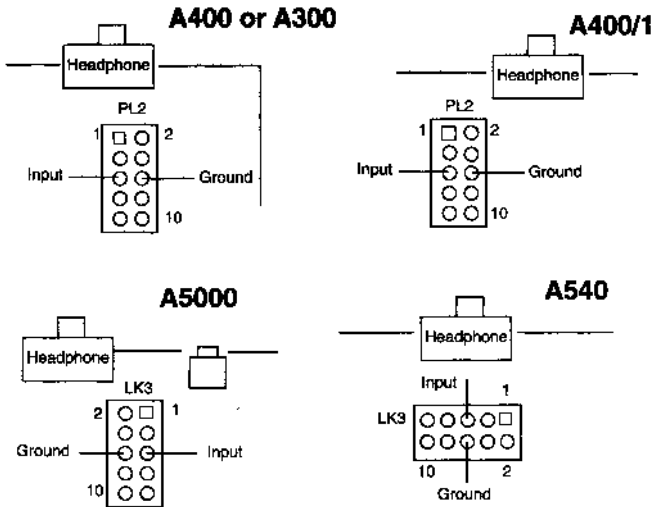 A400 or A300
Headphone
PL2
1 2
Input Ground
10
A400/1
Headphone
PL2
1 2
Input Ground
10
A5000
Headphone
LK3
2 1
Ground Input
10
A540
Headphone
Input 1
LK3
10 2
Ground